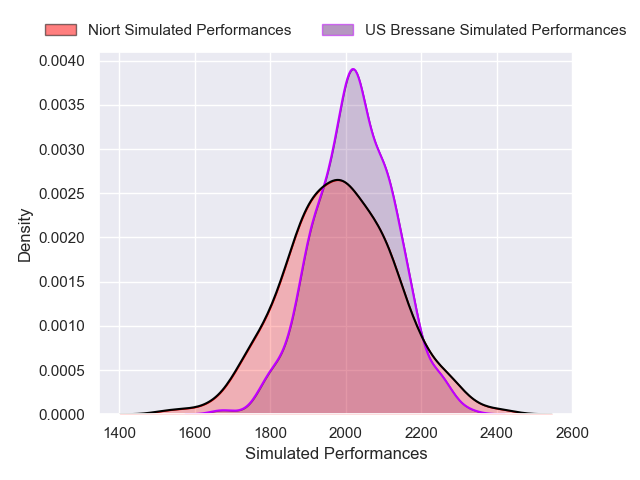 Niort Simulated Performances
US Bressane Simulated Performances
0.0040
0.0035
0.0030
0.0025
0.0020
0.0015
0.0010
0.0005
0.0000
Density
1400 1600 1800 2000 2200 2400 2600
Simulated Performances